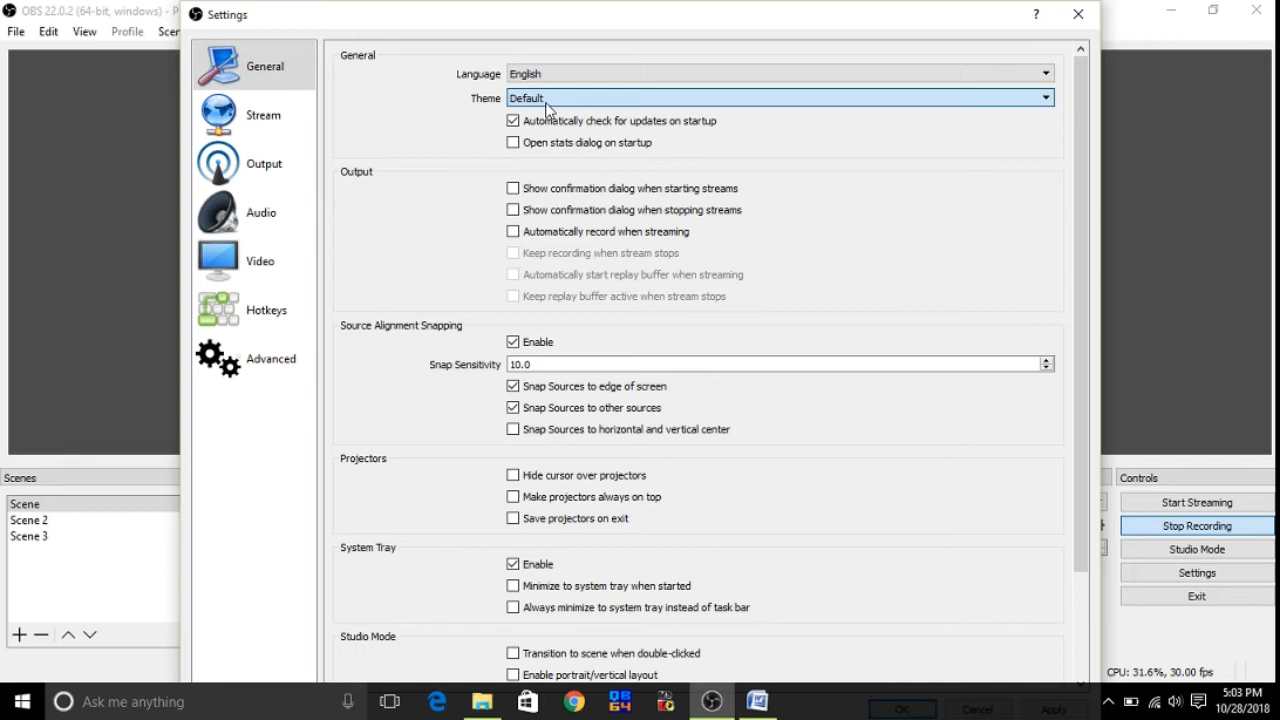 OBS 22.0.2 (64-bit, windows) - P
Settings
?
File Edit View Profile Scen
General
Stream
Output
Audio
Video
Hotkeys
Advanced
General
Language English
Theme Default
Automatically check for updates on startup
Open stats dialog on startup
Output
Show confirmation dialog when starting streams
Show confirmation dialog when stopping streams
Automatically record when streaming
Keep recording when stream stops
Automatically start replay buffer when streaming
Keep replay buffer active when stream stops
Source Alignment Snapping
Enable
Snap Sensitivity 10.0
Snap Sources to edge of screen
Snap Sources to other sources
Snap Sources to horizontal and vertical center
Projectors
Hide cursor over projectors
Make projectors always on top
Save projectors on exit
System Tray
Enable
Minimize to system tray when started
Always minimize to system tray instead of task bar
Studio Mode
Transition to scene when double-clicked
Enable portrait/vertical layout
OK Cancel Apply
Scenes
Scene
Scene 2
Scene 3
Controls
Start Streaming
Stop Recording
Studio Mode
Settings
Exit
CPU: 31.6%, 30.00 fps
Ask me anything
5:03 PM
10/28/2018